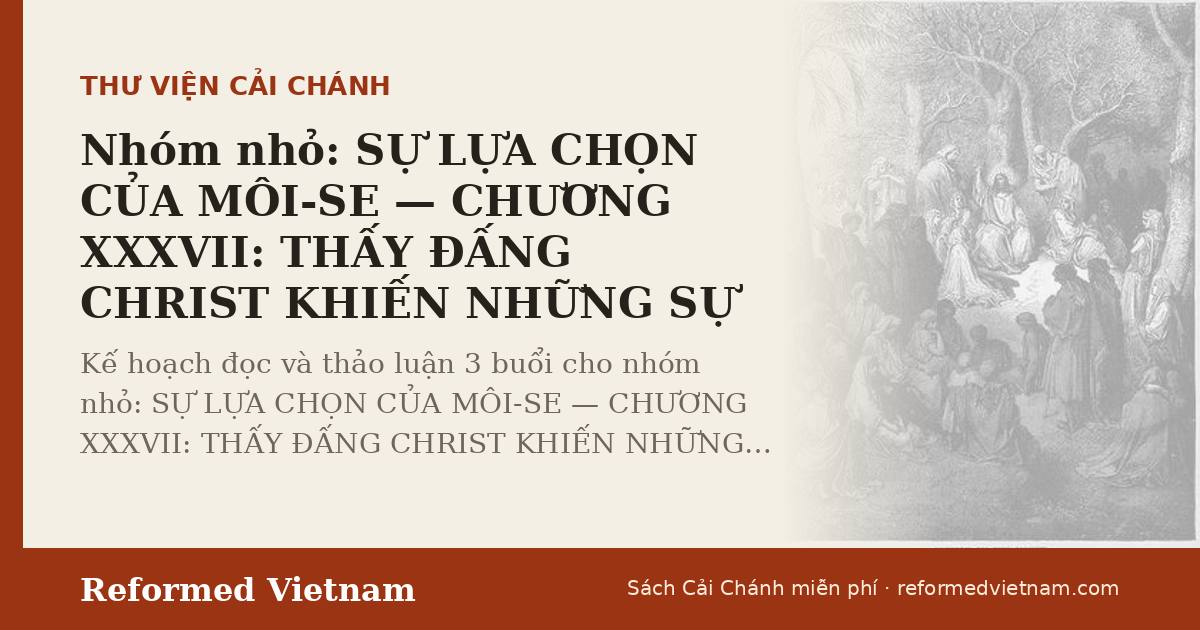 THƯ VIỆN CẢI CHÁNH
Nhóm nhỏ: SỰ LỰA CHỌN
CỦA MÔI-SE — CHƯƠNG
XXXVII: THẤY ĐẤNG
CHRIST KHIẾN NHỮNG SỰ
Kế hoạch đọc và thảo luận 3 buổi cho nhóm
nhỏ: SỰ LỰA CHỌN CỦA MÔI-SE — CHƯƠNG
XXXVII: THẤY ĐẤNG CHRIST KHIẾN NHỮNG...
Reformed Vietnam
Sách Cải Chánh miễn phí · reformedvietnam.com